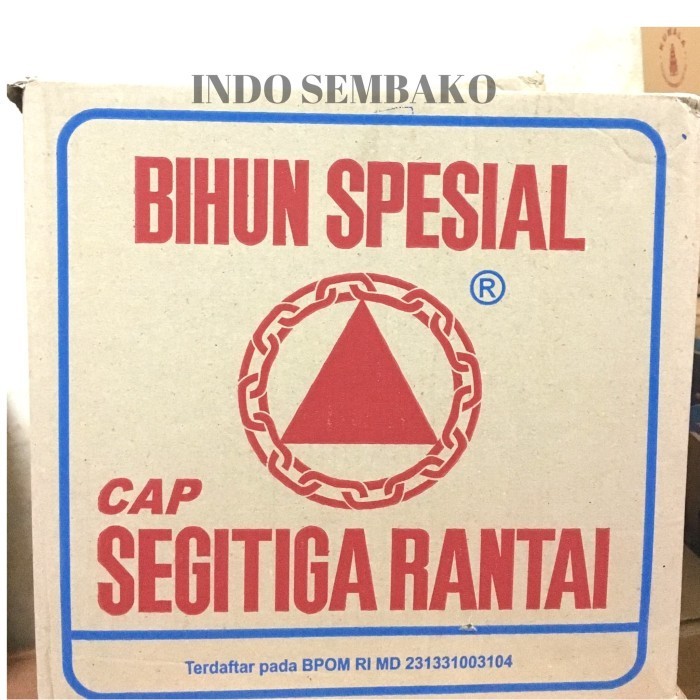 INDO SEMBAKO
BIHUN SPESIAL
®
CAP
SEGITIGA RANTAI
Terdaftar pada BPOM RI MD 231331003104